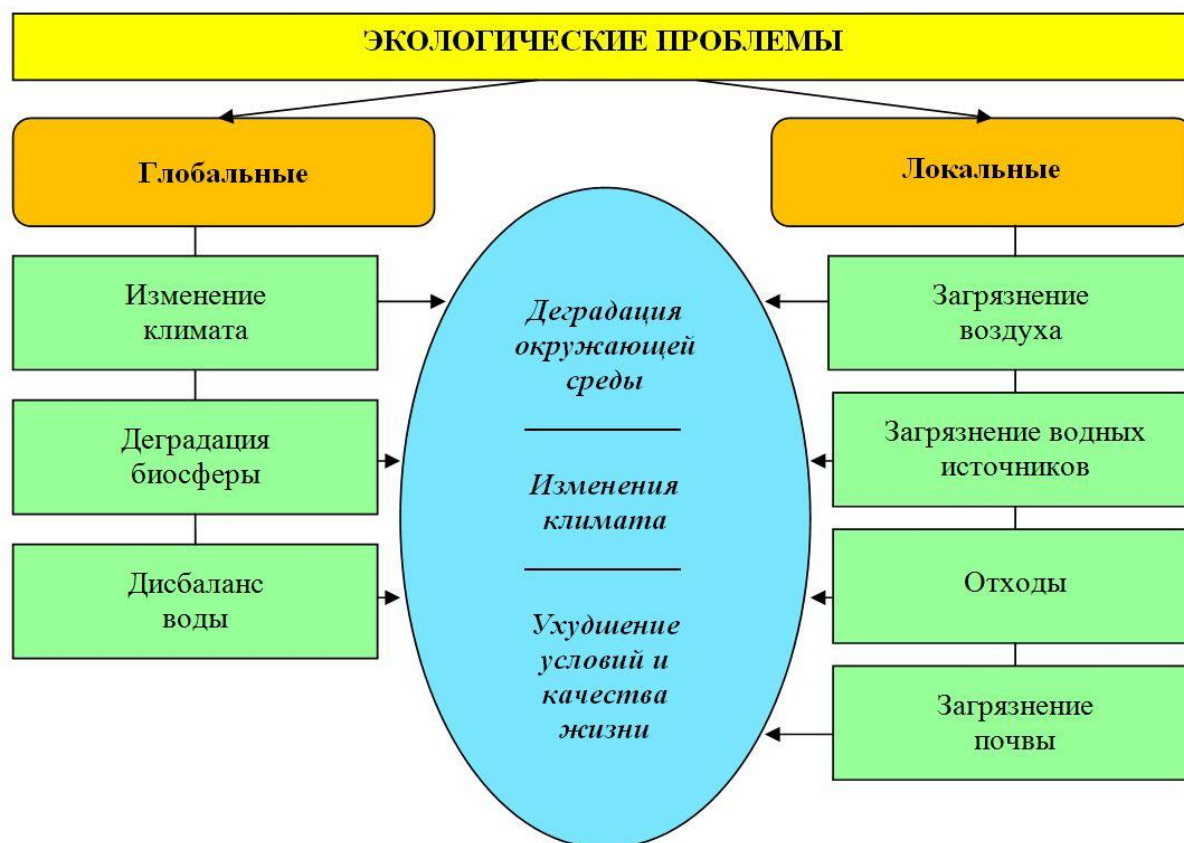 ЭКОЛОГИЧЕСКИЕ ПРОБЛЕМЫ
Глобальные
Локальные
Изменение
климата
Деградация
биосферы
Дисбаланс
воды
Деградация
окружающей
среды
Изменения
климата
Ухудшение
условий и
качества
жизни
Загрязнение
воздуха
Загрязнение водных
источников
Отходы
Загрязнение
почвы